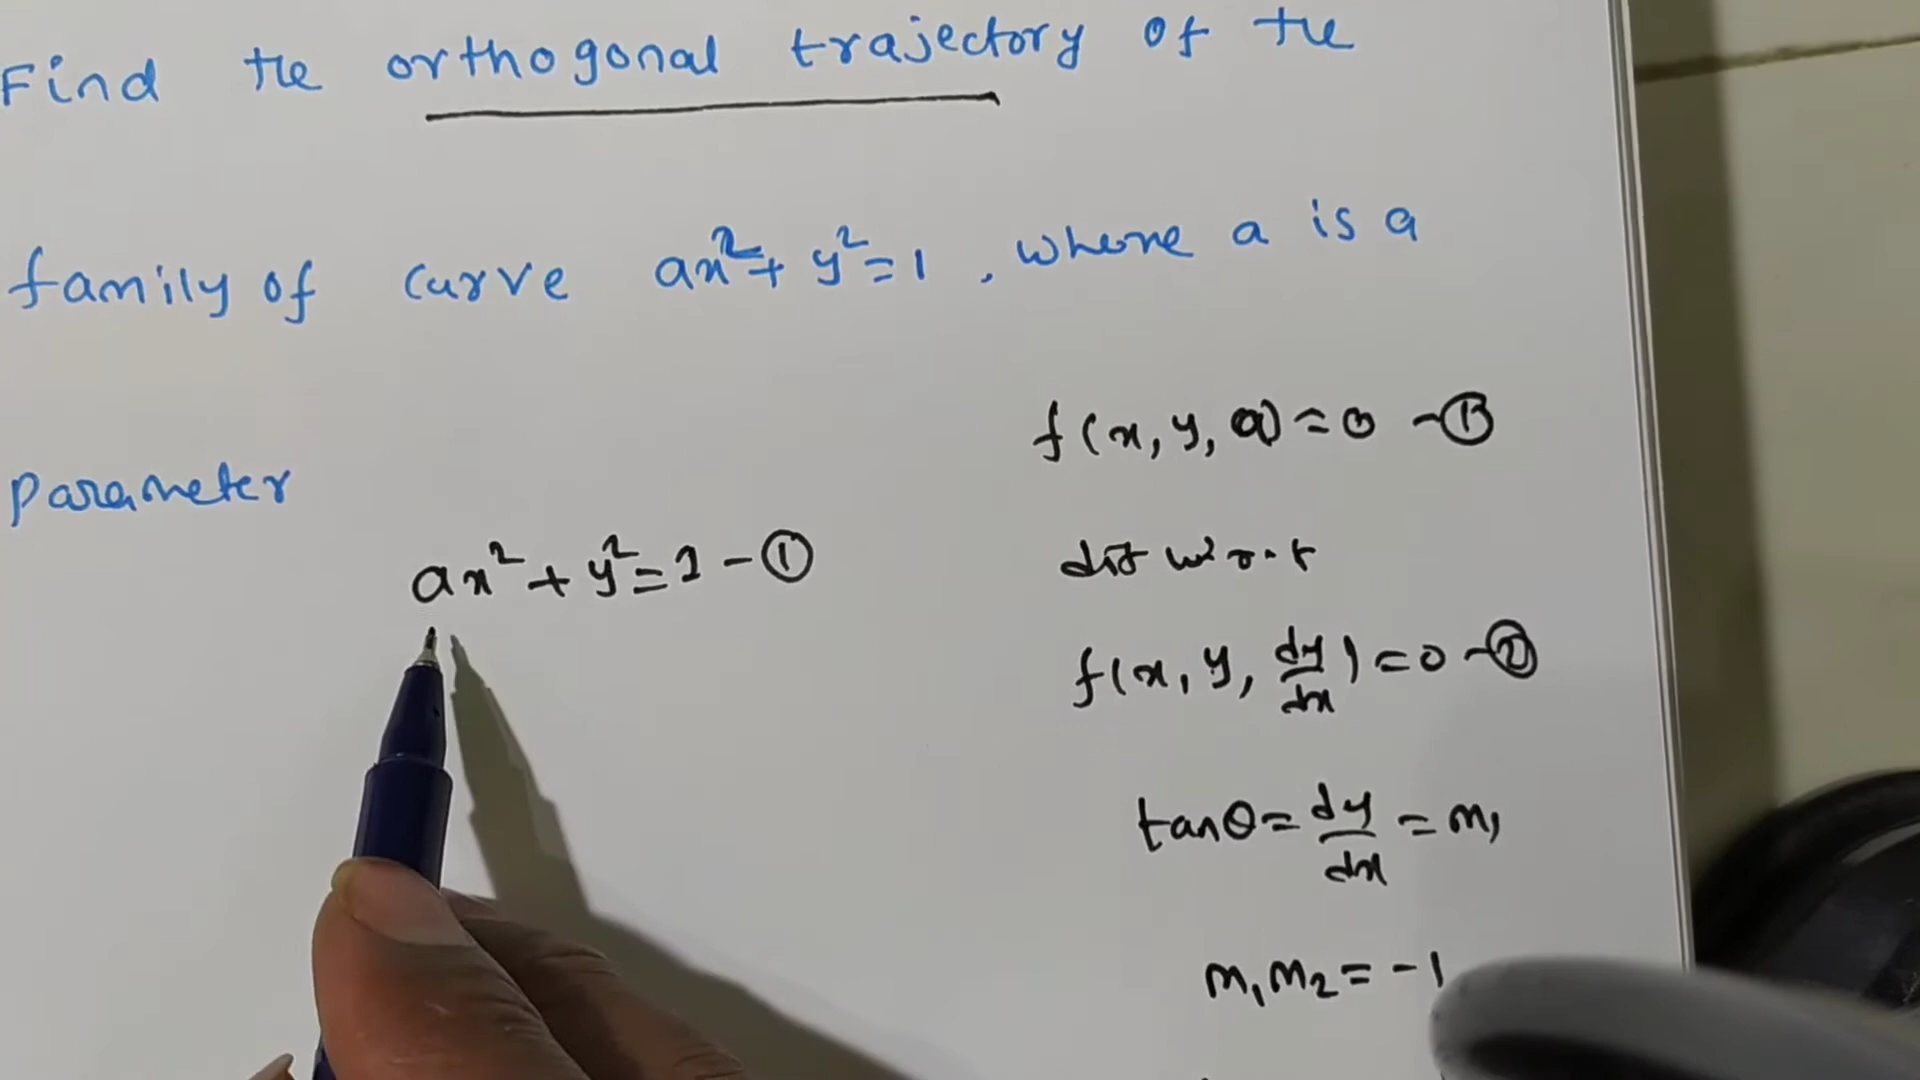 Find the orthogonal trajectory of the
family of curve ax²+ y²=1, where a is a
parameter
ax² + y² = 1 - ①
f(x, y, a) = 0 - ①
diff w.r.t
f(x, y, dy/dx) = 0 - ②
tanθ = dy/dx = m₁
m₁m₂ = -1